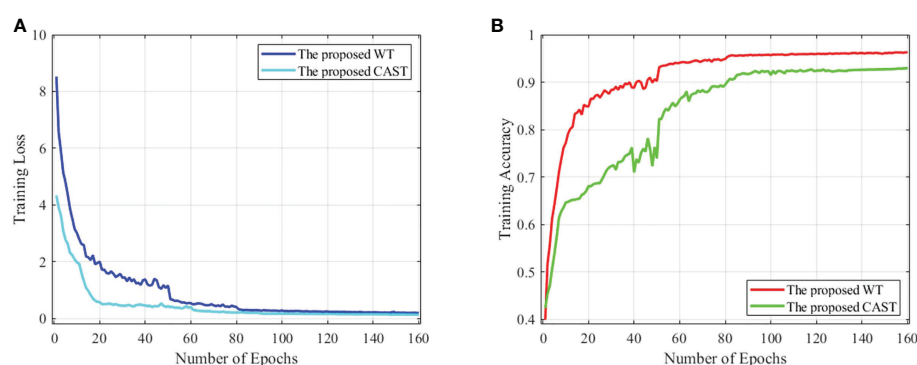 A
10
8
6
4
2
0
Training Loss
The proposed WT
The proposed CAST
0 20 40 60 80 100 120 140 160
Number of Epochs
B
1
0.9
0.8
0.7
0.6
0.5
0.4
Training Accuracy
The proposed WT
The proposed CAST
0 20 40 60 80 100 120 140 160
Number of Epochs